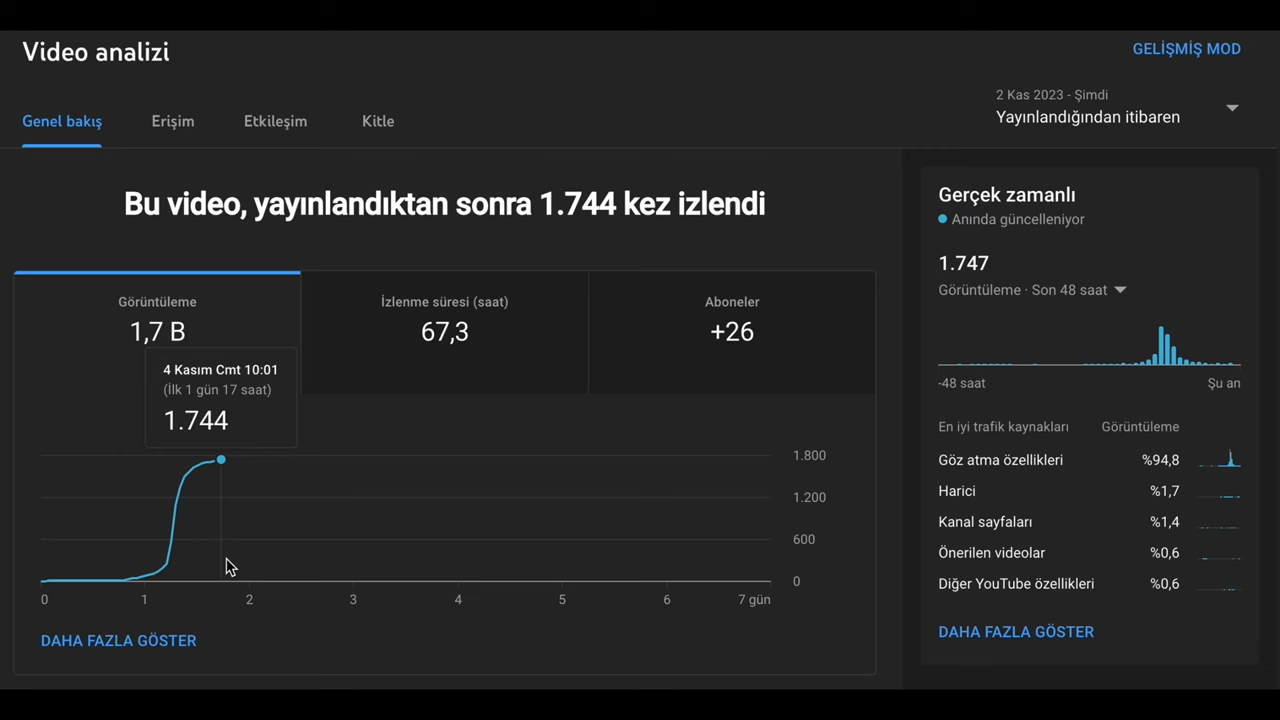 Video analizi
GELİŞMİŞ MOD
Genel bakış
Erişim
Etkileşim
Kitle
2 Kas 2023 - Şimdi
Yayınlandığından itibaren
Bu video, yayınlandıktan sonra 1.744 kez izlendi
Görüntüleme
1,7 B
İzlenme süresi (saat)
67,3
Aboneler
+26
4 Kasım Cmt 10:01
(İlk 1 gün 17 saat)
1.744
1.800
1.200
600
0
0 1 2 3 4 5 6 7 gün
DAHA FAZLA GÖSTER
Gerçek zamanlı
Anında güncelleniyor
1.747
Görüntüleme · Son 48 saat
-48 saat Şu an
En iyi trafik kaynakları Görüntüleme
Göz atma özellikleri %94,8
Harici %1,7
Kanal sayfaları %1,4
Önerilen videolar %0,6
Diğer YouTube özellikleri %0,6
DAHA FAZLA GÖSTER